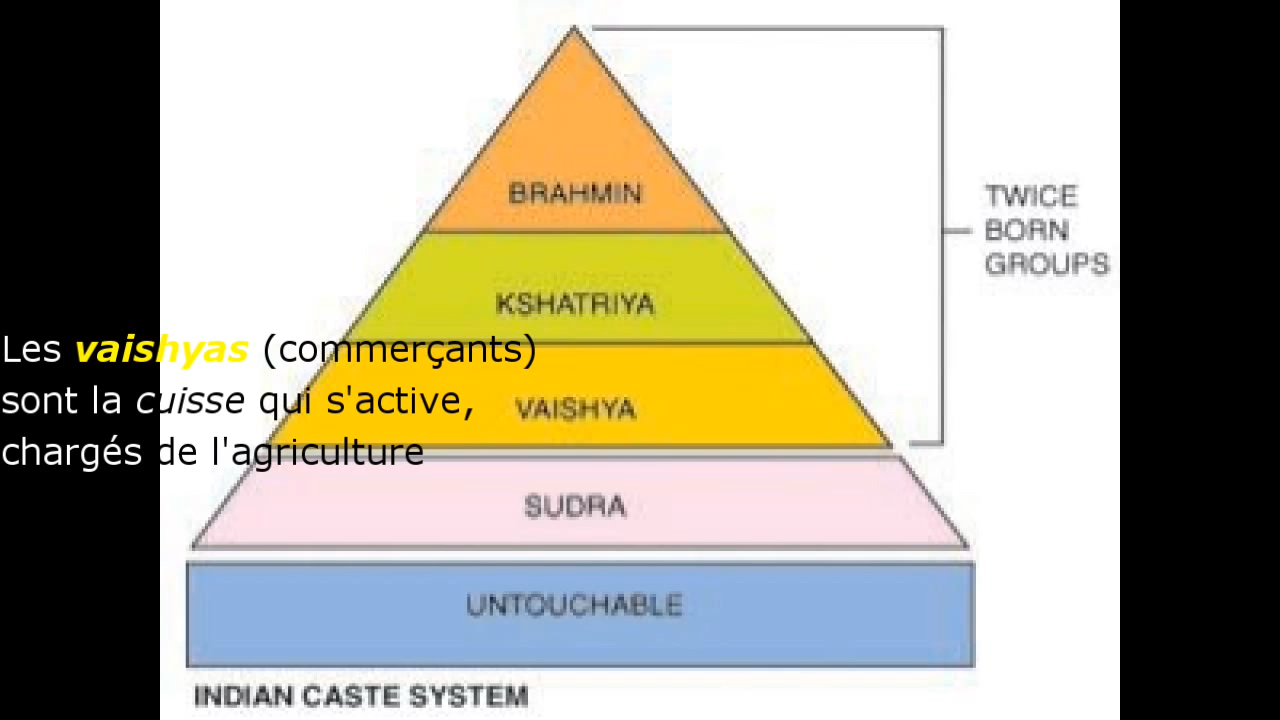 BRAHMIN
TWICE
BORN
GROUPS
KSHATRIYA
Les vaishyas (commerçants)
sont la cuisse qui s'active,
chargés de l'agriculture
VAISHYA
SUDRA
UNTOUCHABLE
INDIAN CASTE SYSTEM